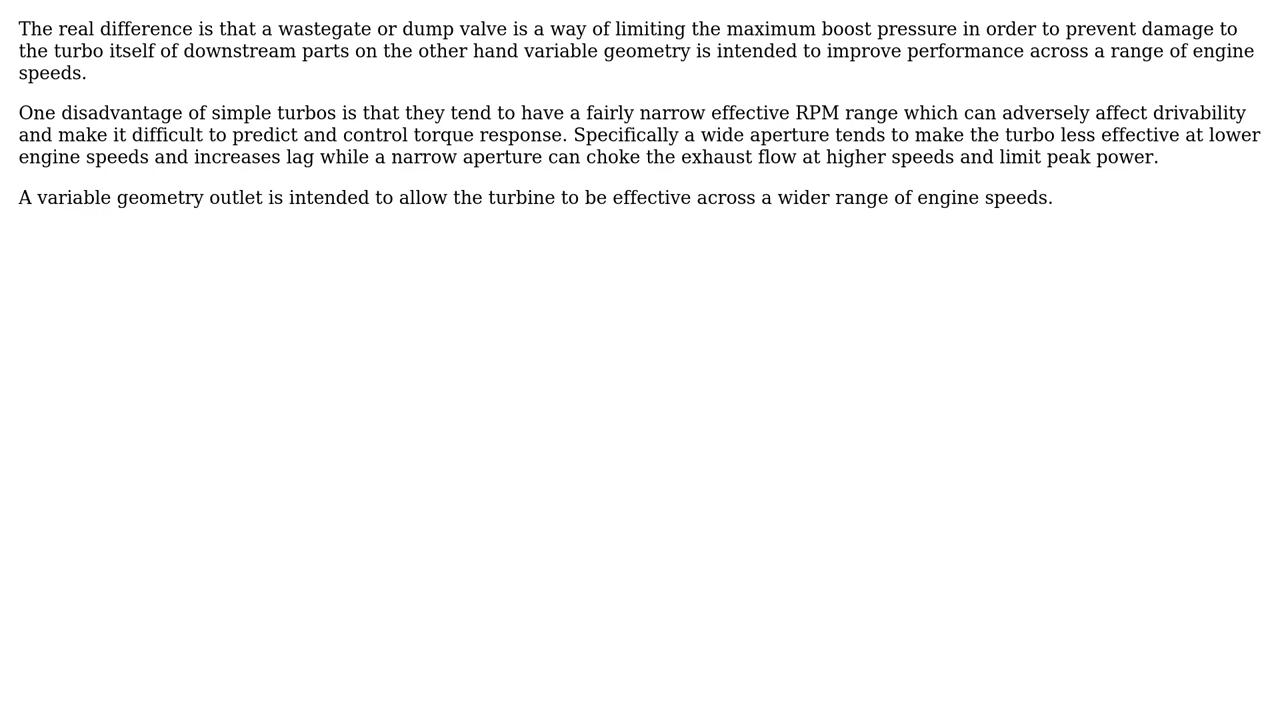 The real difference is that a wastegate or dump valve is a way of limiting the maximum boost pressure in order to prevent damage to
the turbo itself of downstream parts on the other hand variable geometry is intended to improve performance across a range of engine
speeds.
One disadvantage of simple turbos is that they tend to have a fairly narrow effective RPM range which can adversely affect drivability
and make it difficult to predict and control torque response. Specifically a wide aperture tends to make the turbo less effective at lower
engine speeds and increases lag while a narrow aperture can choke the exhaust flow at higher speeds and limit peak power.
A variable geometry outlet is intended to allow the turbine to be effective across a wider range of engine speeds.